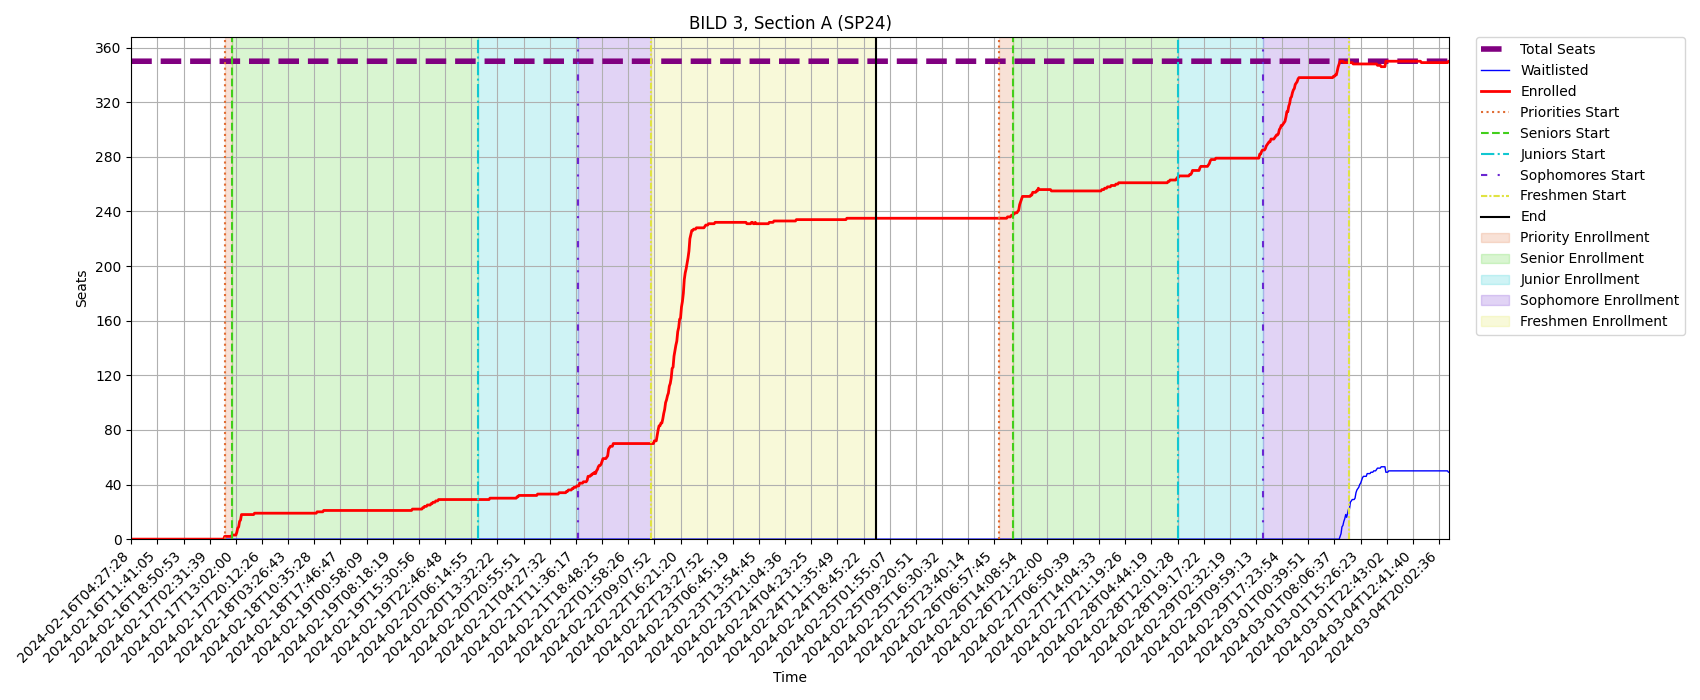 BILD 3, Section A (SP24)
Seats
360
320
280
240
200
160
120
80
40
0
2024-02-16T04:27:28
2024-02-16T11:41:05
2024-02-16T18:50:53
2024-02-17T02:31:39
2024-02-17T13:02:00
2024-02-17T20:12:26
2024-02-18T03:26:43
2024-02-18T10:35:28
2024-02-18T17:46:47
2024-02-19T00:58:09
2024-02-19T08:18:19
2024-02-19T15:30:56
2024-02-19T22:46:48
2024-02-20T06:14:55
2024-02-20T13:32:22
2024-02-20T20:55:51
2024-02-21T04:27:32
2024-02-21T11:36:17
2024-02-21T18:48:25
2024-02-22T01:58:26
2024-02-22T09:07:52
2024-02-22T16:21:20
2024-02-22T23:27:52
2024-02-23T06:45:19
2024-02-23T13:54:45
2024-02-23T21:04:36
2024-02-24T04:23:25
2024-02-24T11:35:49
2024-02-24T18:45:22
2024-02-25T01:55:07
2024-02-25T09:20:51
2024-02-25T16:30:32
2024-02-25T23:40:14
2024-02-26T06:57:45
2024-02-26T14:08:54
2024-02-26T21:22:00
2024-02-27T06:50:39
2024-02-27T14:04:33
2024-02-27T21:19:26
2024-02-28T04:44:19
2024-02-28T12:01:28
2024-02-28T19:17:22
2024-02-29T02:32:19
2024-02-29T09:59:13
2024-02-29T17:23:54
2024-03-01T00:39:51
2024-03-01T08:06:37
2024-03-01T15:26:23
2024-03-01T22:43:02
2024-03-04T12:41:40
2024-03-04T20:02:36
Time
Total Seats
Waitlisted
Enrolled
Priorities Start
Seniors Start
Juniors Start
Sophomores Start
Freshmen Start
End
Priority Enrollment
Senior Enrollment
Junior Enrollment
Sophomore Enrollment
Freshmen Enrollment